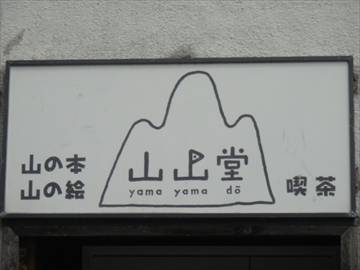 山の本
山の絵
山山堂
yama yama dō
喫茶